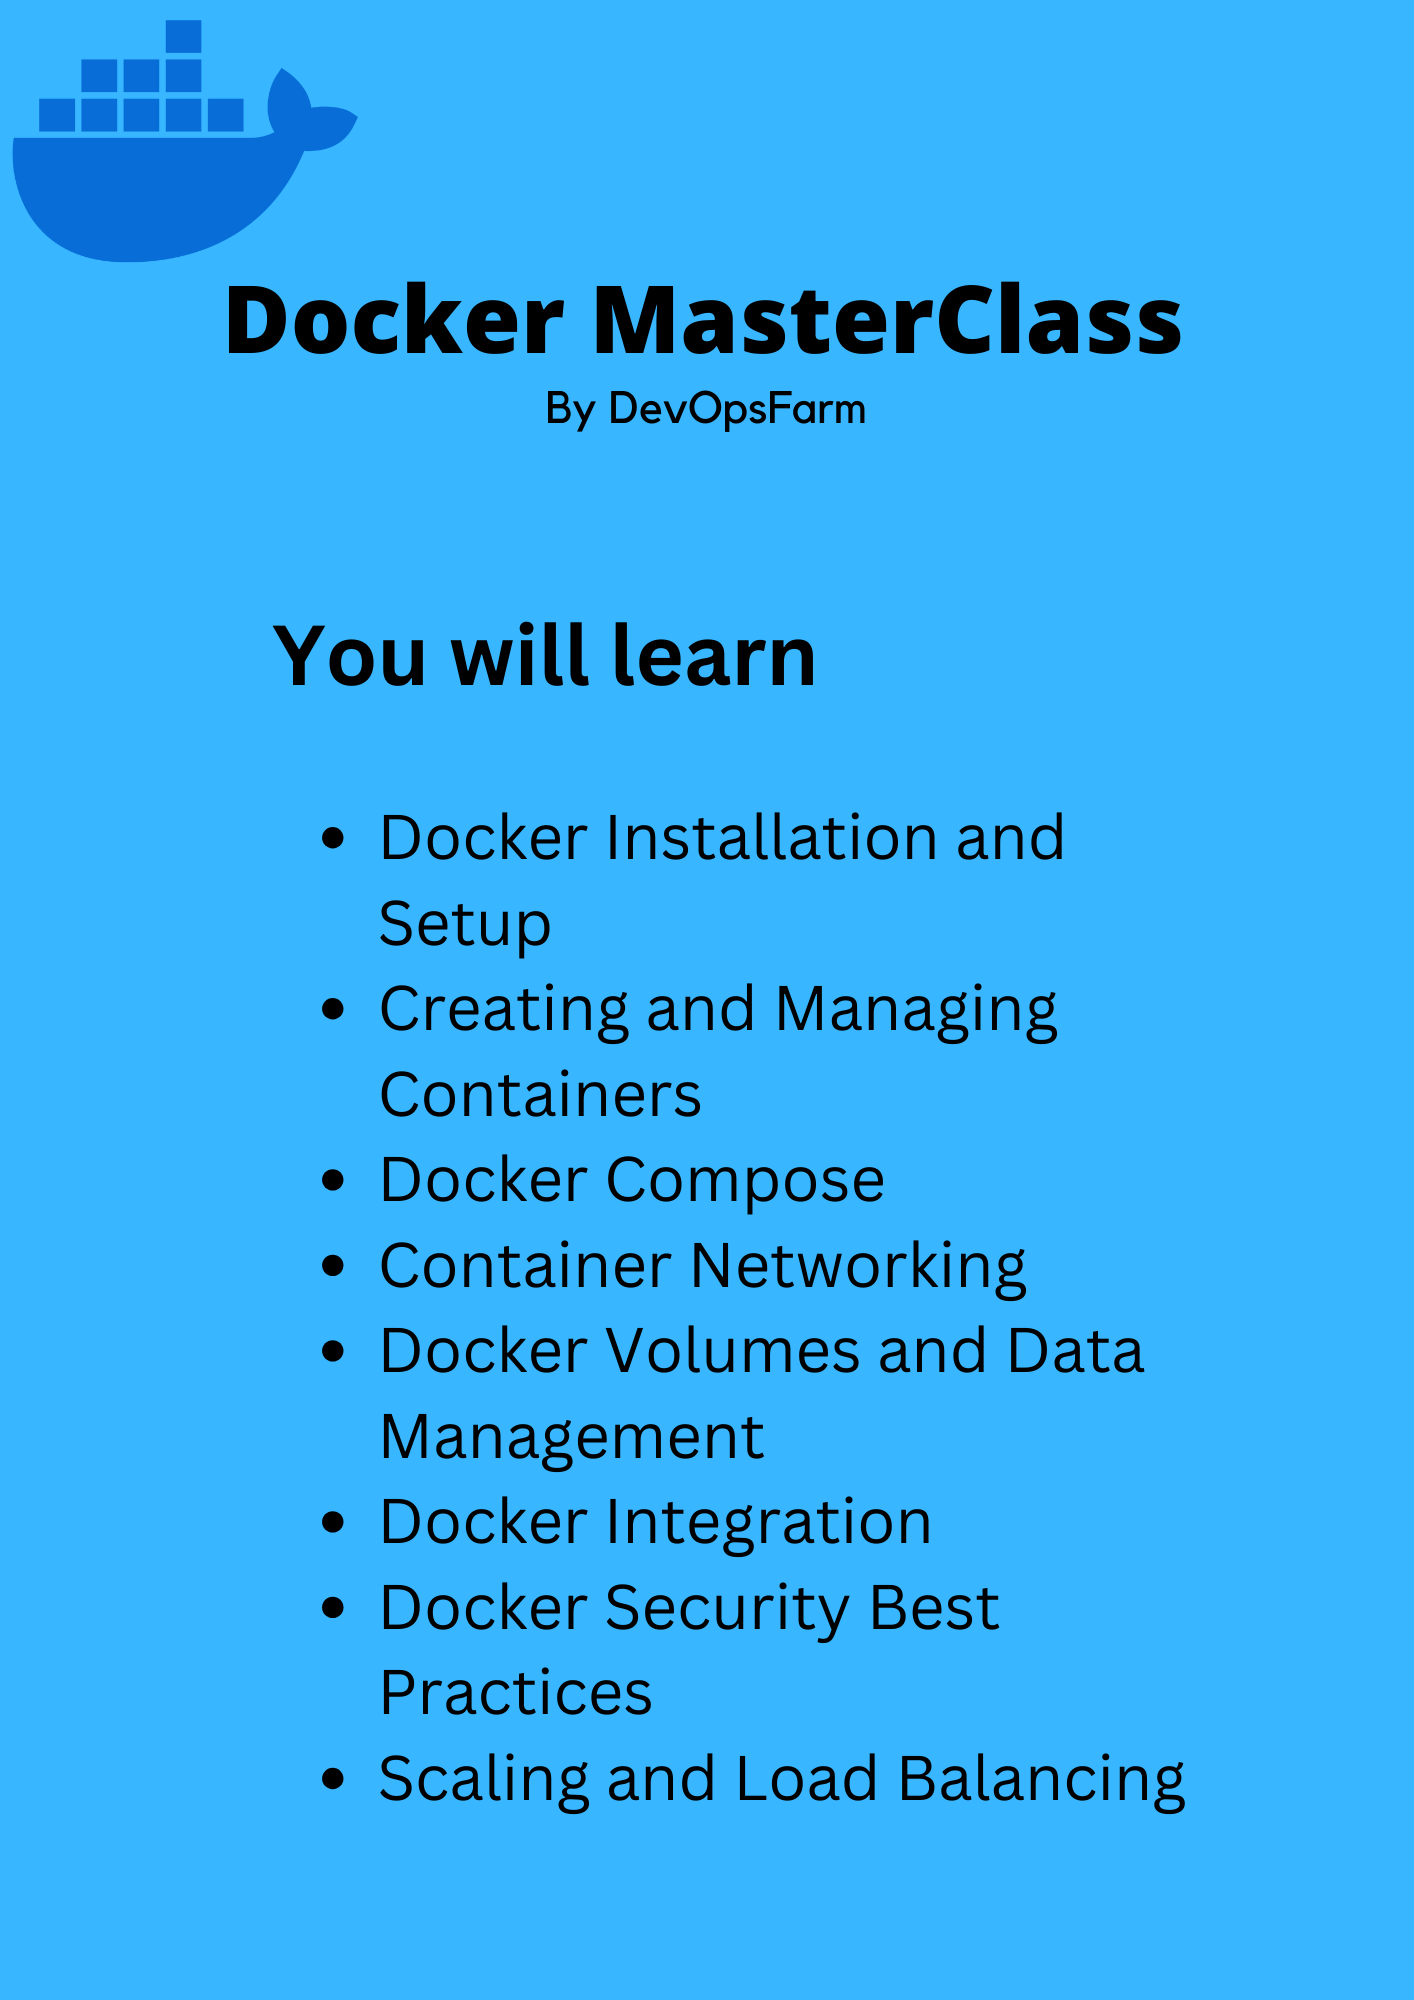 Docker MasterClass
By DevOpsFarm
You will learn
• Docker Installation and
Setup
• Creating and Managing
Containers
• Docker Compose
• Container Networking
• Docker Volumes and Data
Management
• Docker Integration
• Docker Security Best
Practices
• Scaling and Load Balancing